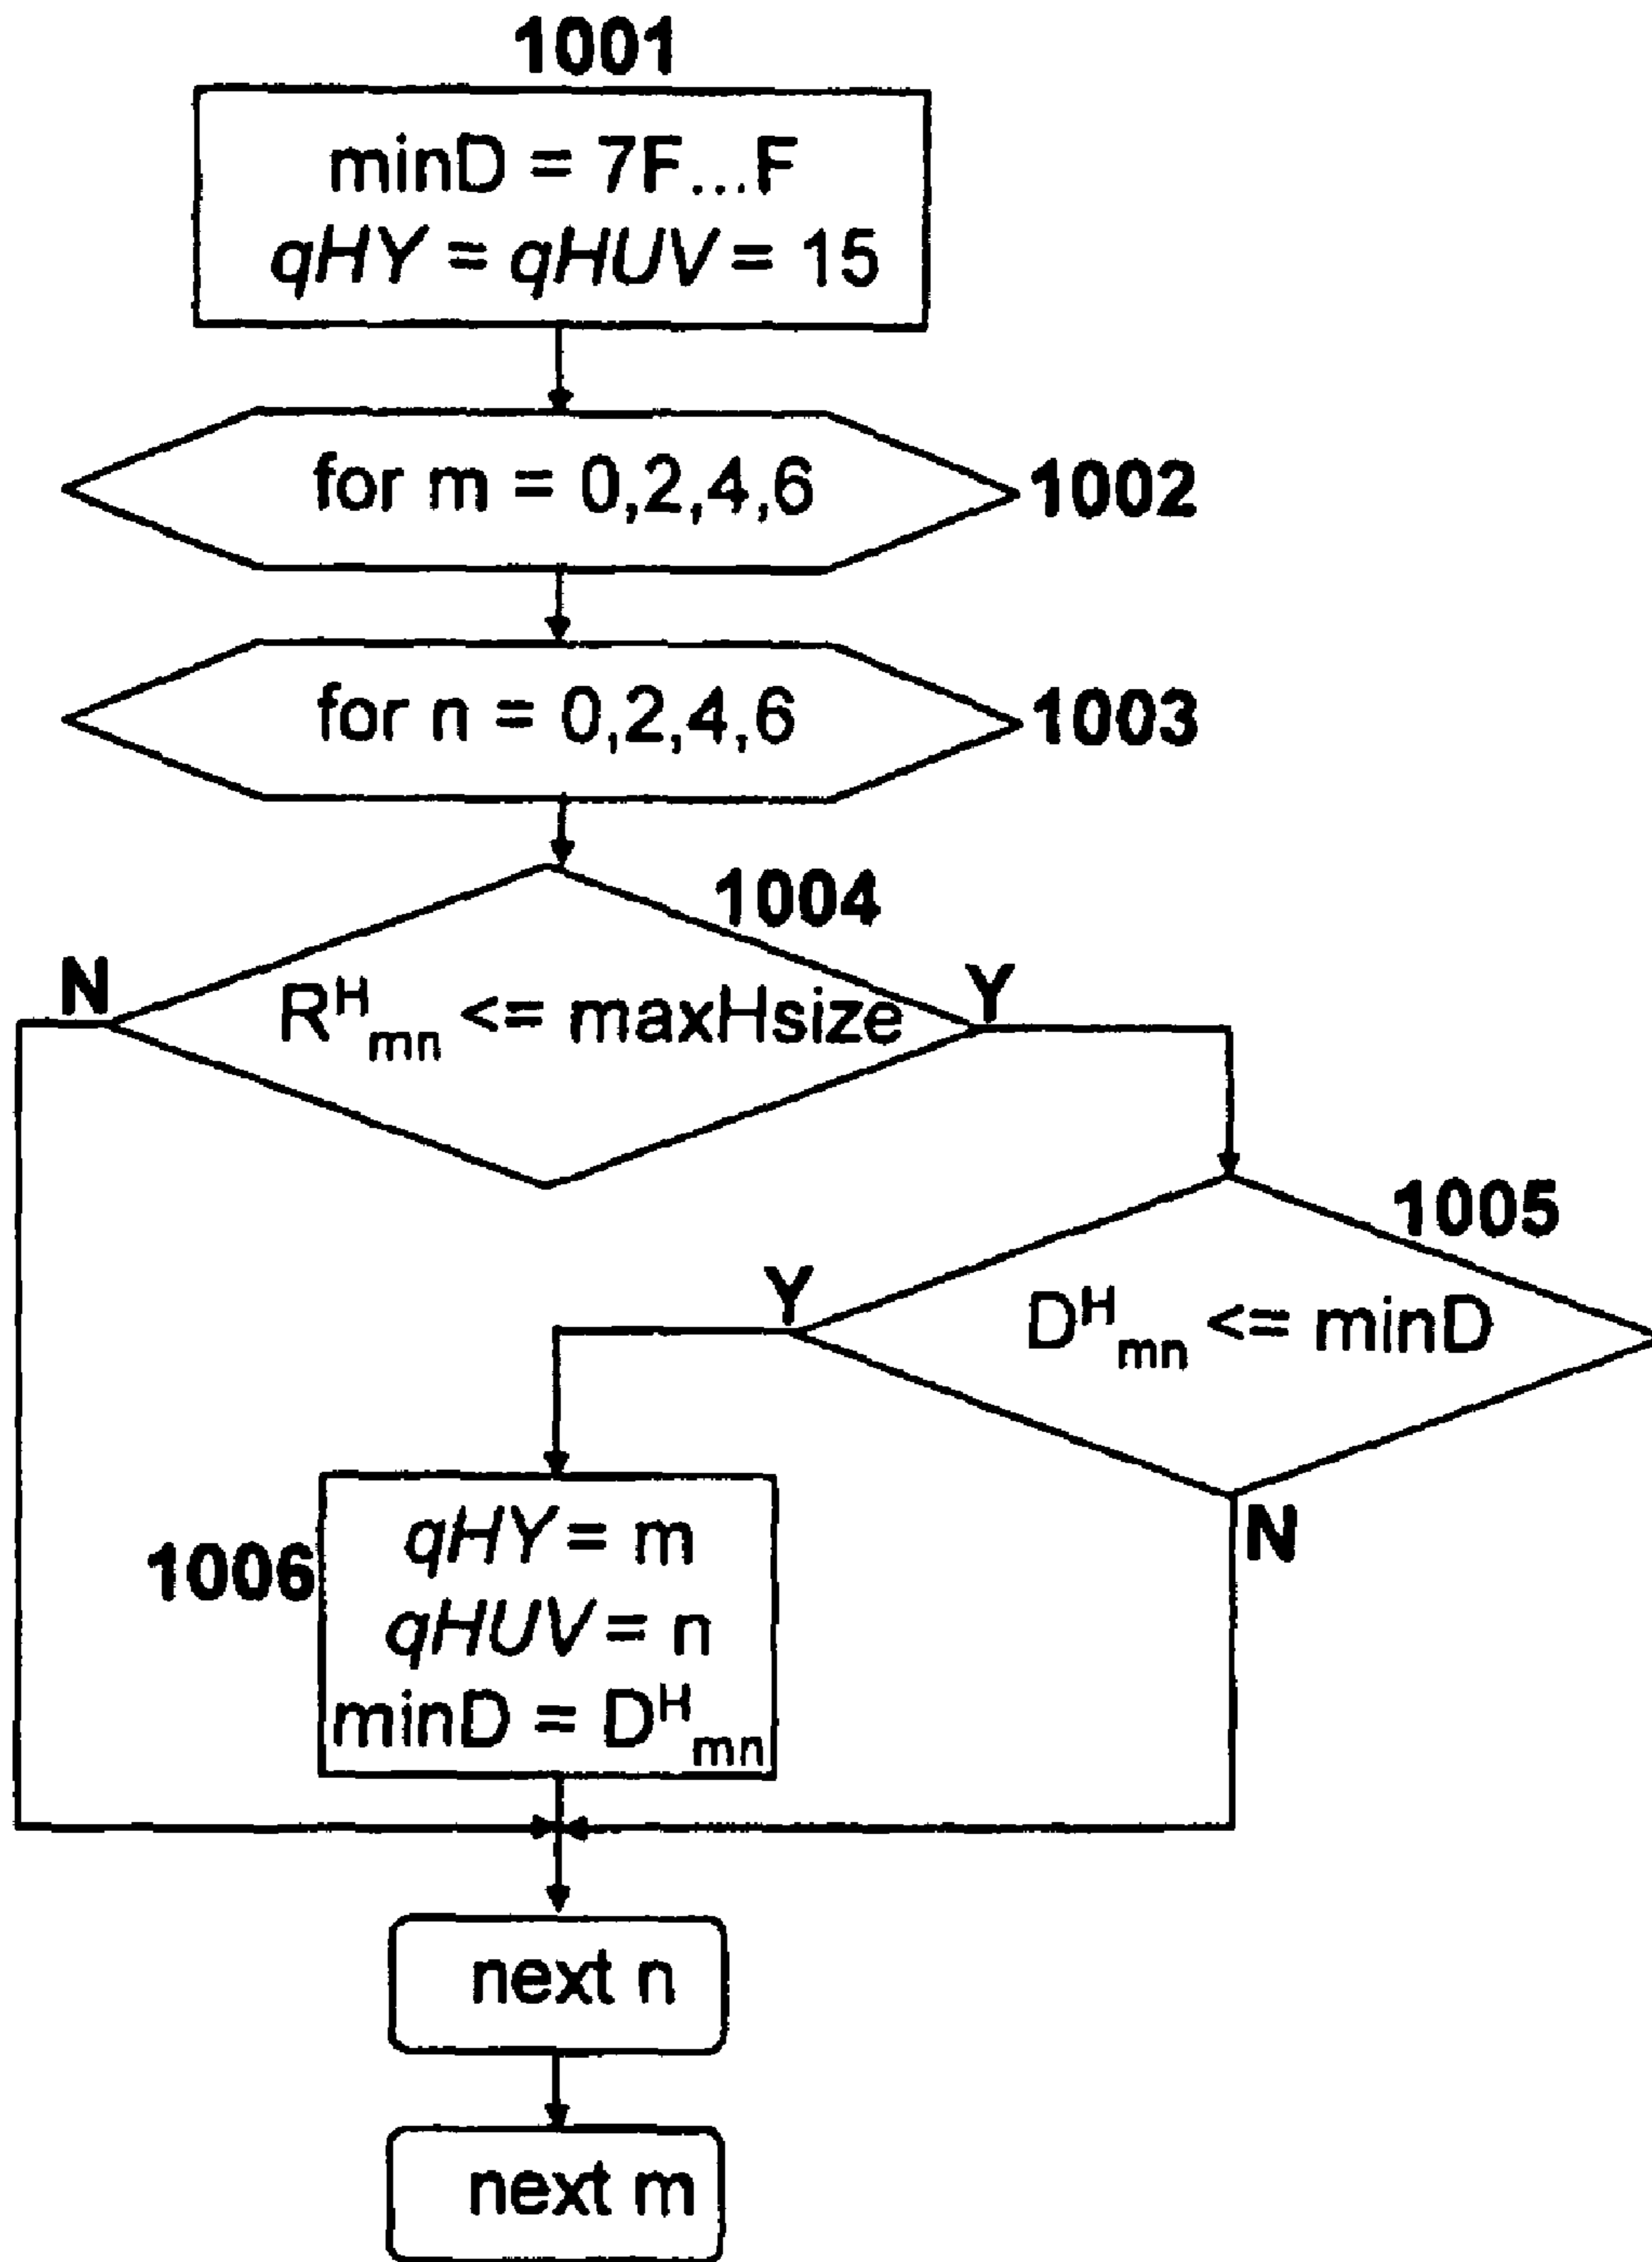 1001
minD = 7F...F
qHY = qHUV = 15
for m = 0,2,4,6
1002
for n = 0,2,4,6
1003
1004
N
R^H_mn <= maxHsize
Y
1005
Y
D^H_mn <= minD
N
1006
qHY = m
qHUV = n
minD = D^H_mn
next n
next m